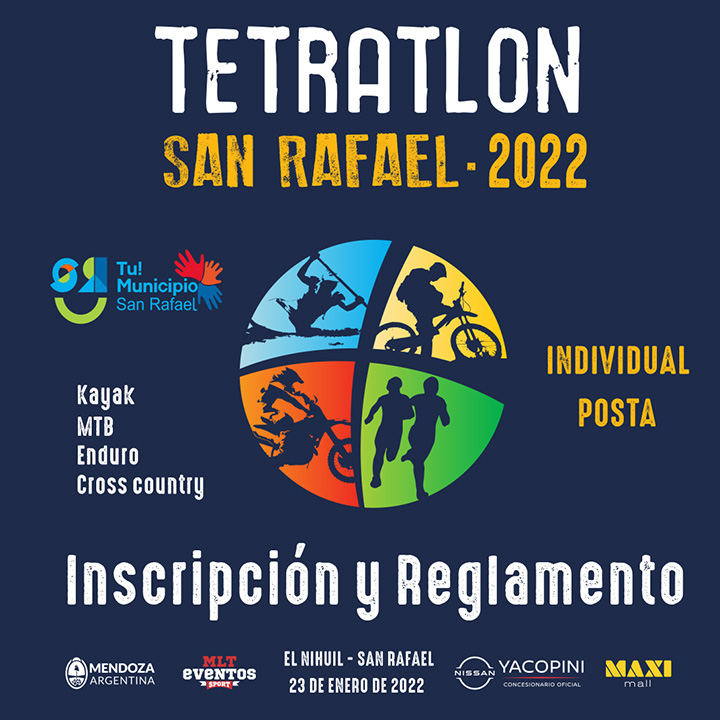 TETRATLON
SAN RAFAEL · 2022
Tu!
Municipio
San Rafael
INDIVIDUAL
POSTA
Kayak
MTB
Enduro
Cross country
Inscripción y Reglamento
MENDOZA
ARGENTINA
MLT
eventos
SPORT
EL NIHUIL - SAN RAFAEL
23 DE ENERO DE 2022
NISSAN
YACOPINI
CONCESIONARIO OFICIAL
MAXI
mall